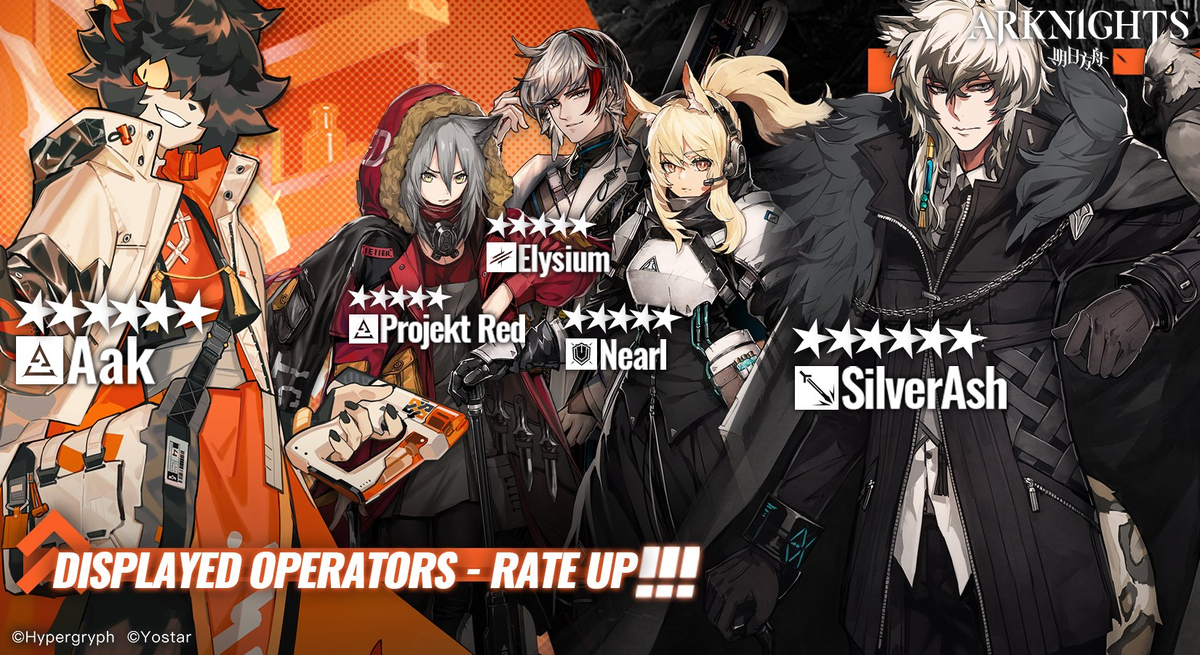 ARKNIGHTS
明日方舟
Elysium
Projekt Red
Nearl
Aak
SilverAsh
DISPLAYED OPERATORS - RATE UP!!!
©Hypergryph ©Yostar